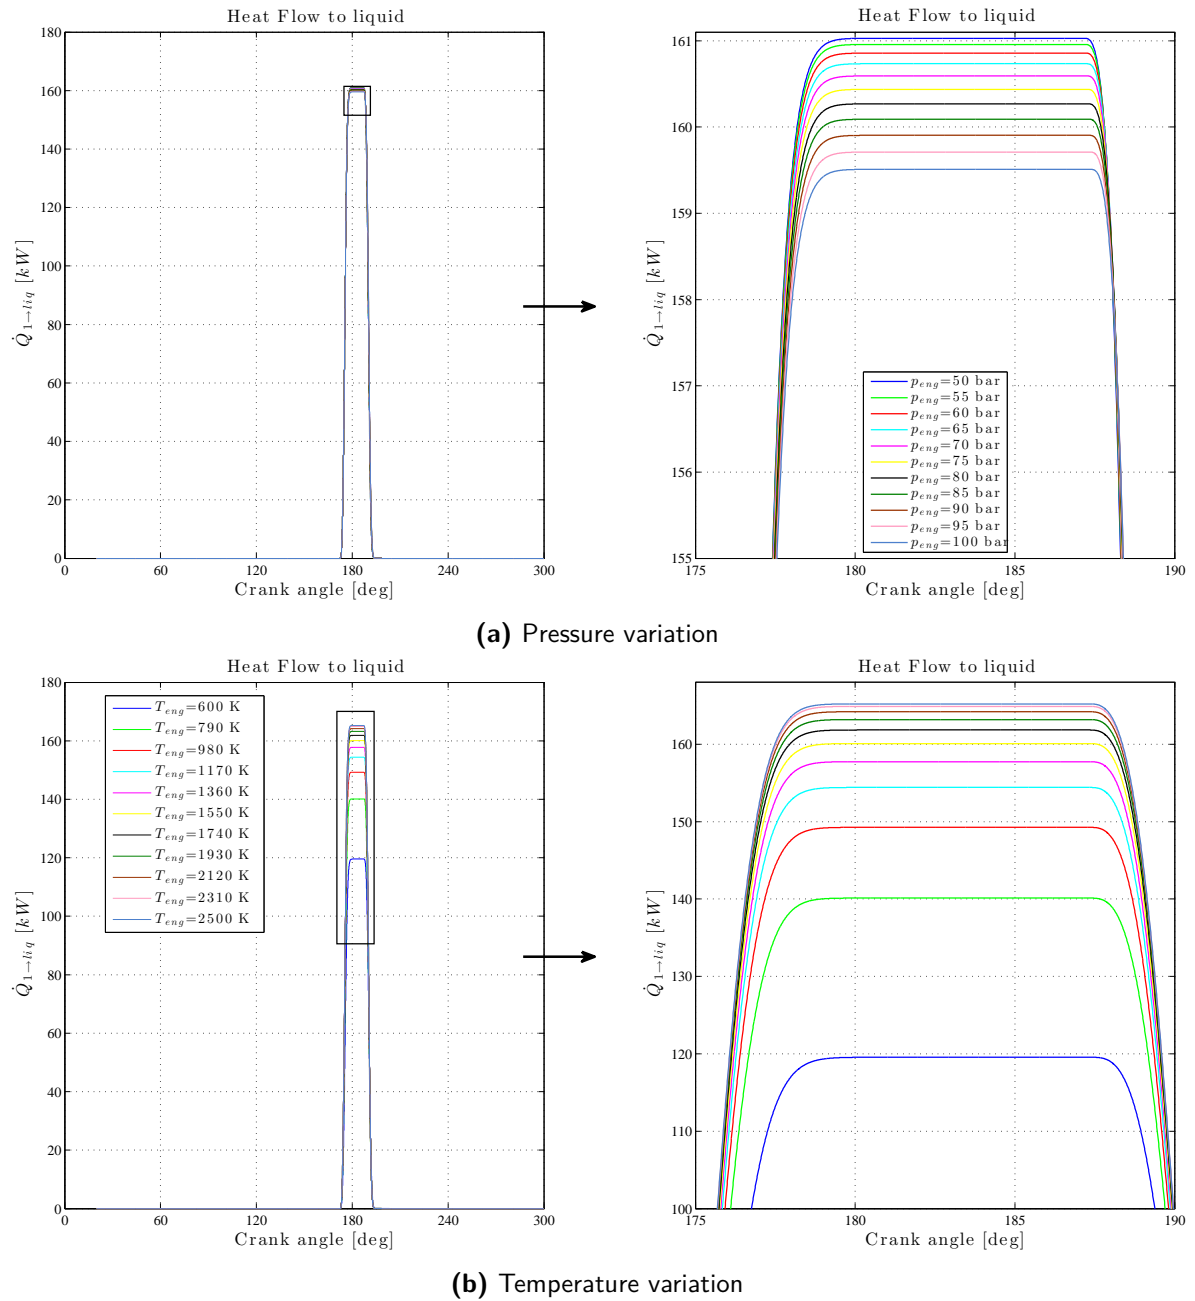 Heat Flow to liquid
180
160
140
120
100
80
60
40
20
0
Q̇1→liq [kW]
0 60 120 180 240 300
Crank angle [deg]
Heat Flow to liquid
161
160
159
158
157
156
155
Q̇1→liq [kW]
peng=50 bar
peng=55 bar
peng=60 bar
peng=65 bar
peng=70 bar
peng=75 bar
peng=80 bar
peng=85 bar
peng=90 bar
peng=95 bar
peng=100 bar
175 180 185 190
Crank angle [deg]
(a) Pressure variation
Heat Flow to liquid
180
160
140
120
100
80
60
40
20
0
Q̇1→liq [kW]
Teng=600 K
Teng=790 K
Teng=980 K
Teng=1170 K
Teng=1360 K
Teng=1550 K
Teng=1740 K
Teng=1930 K
Teng=2120 K
Teng=2310 K
Teng=2500 K
0 60 120 180 240 300
Crank angle [deg]
Heat Flow to liquid
160
150
140
130
120
110
100
Q̇1→liq [kW]
175 180 185 190
Crank angle [deg]
(b) Temperature variation